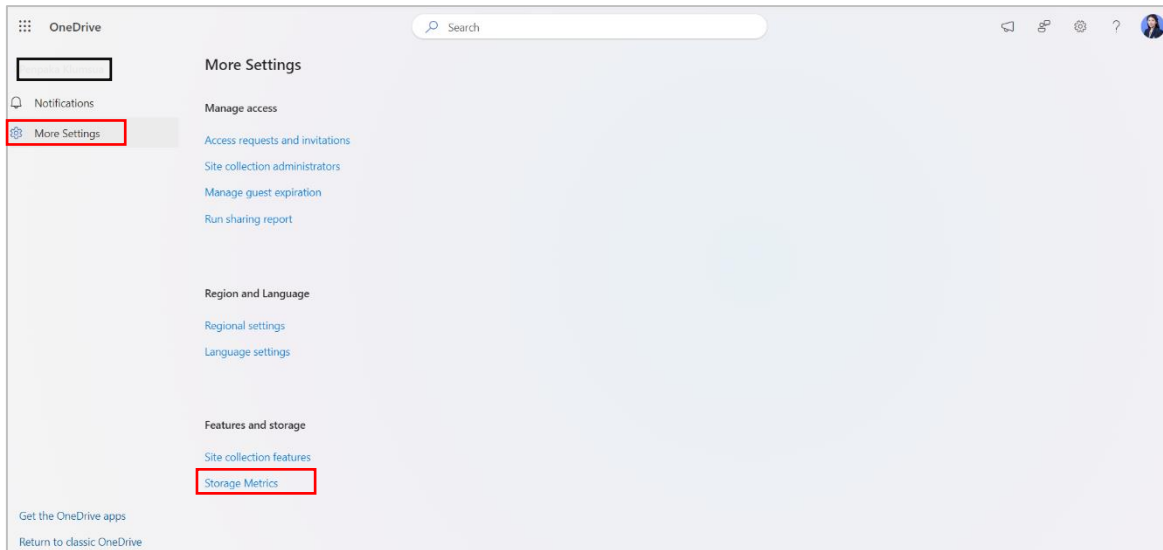 OneDrive
Search
?
More Settings
Notifications
More Settings
Manage access
Access requests and invitations
Site collection administrators
Manage guest expiration
Run sharing report
Region and Language
Regional settings
Language settings
Features and storage
Site collection features
Storage Metrics
Get the OneDrive apps
Return to classic OneDrive